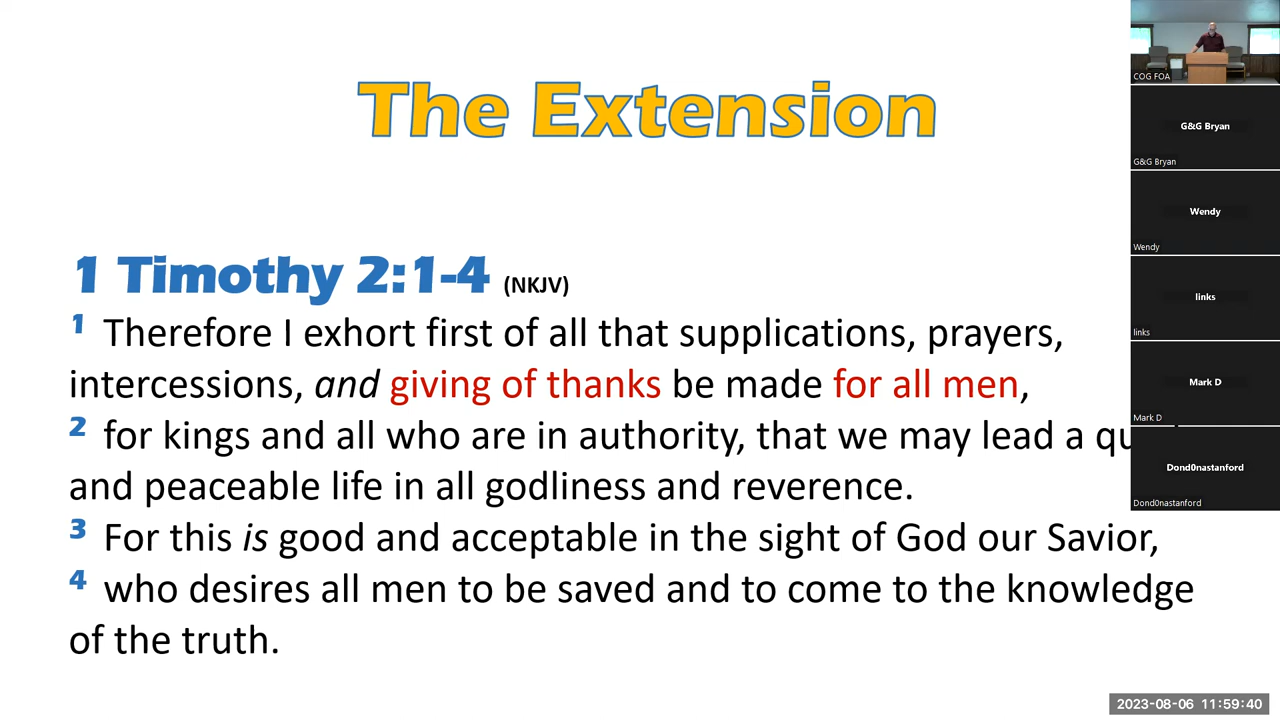 The Extension
1 Timothy 2:1-4 (NKJV)
1 Therefore I exhort first of all that supplications, prayers,
intercessions, and giving of thanks be made for all men,
2 for kings and all who are in authority, that we may lead a qu
and peaceable life in all godliness and reverence.
3 For this is good and acceptable in the sight of God our Savior,
4 who desires all men to be saved and to come to the knowledge
of the truth.
COG FOA
G&G Bryan
G&G Bryan
Wendy
Wendy
links
links
Mark D
Mark D
Dond0nastanford
Dond0nastanford
2023-08-06 11:59:40